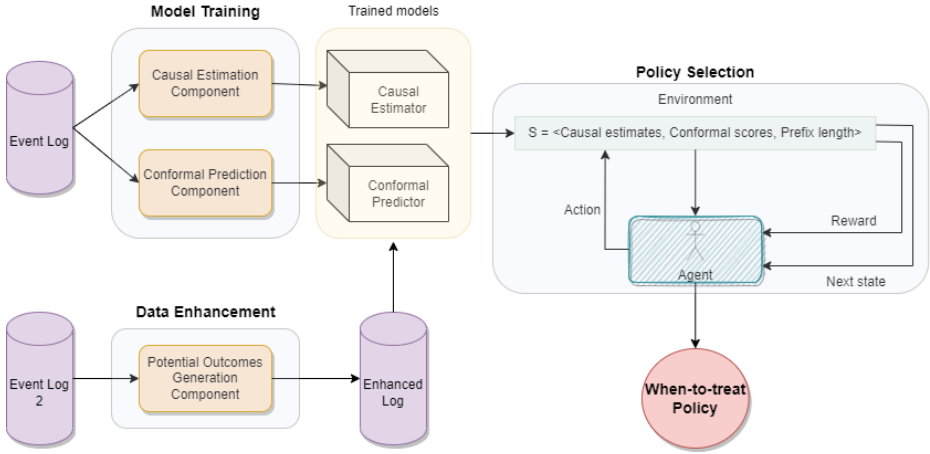 Model Training
Trained models
Causal Estimation
Component
Causal
Estimator
Event Log
Conformal Prediction
Component
Conformal
Predictor
Policy Selection
Environment
S = <Causal estimates, Conformal scores, Prefix length>
Action
Reward
Agent
Next state
Data Enhancement
Event Log
2
Potential Outcomes
Generation
Component
Enhanced
Log
When-to-treat
Policy